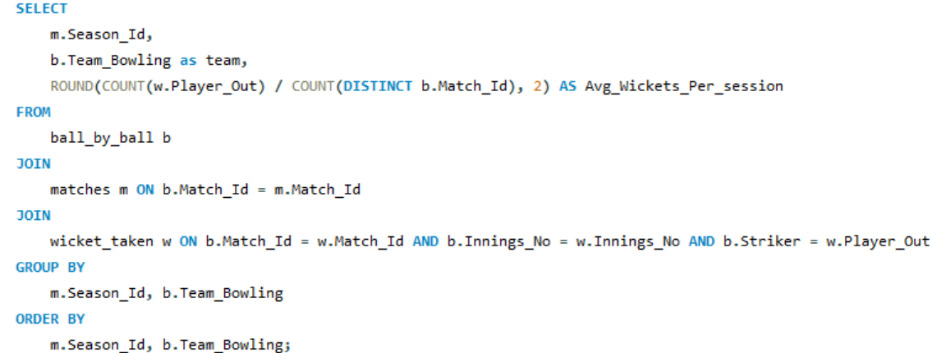 SELECT
m.Season_Id,
b.Team_Bowling as team,
ROUND(COUNT(w.Player_Out) / COUNT(DISTINCT b.Match_Id), 2) AS Avg_Wickets_Per_session
FROM
ball_by_ball b
JOIN
matches m ON b.Match_Id = m.Match_Id
JOIN
wicket_taken w ON b.Match_Id = w.Match_Id AND b.Innings_No = w.Innings_No AND b.Striker = w.Player_Out
GROUP BY
m.Season_Id, b.Team_Bowling
ORDER BY
m.Season_Id, b.Team_Bowling;